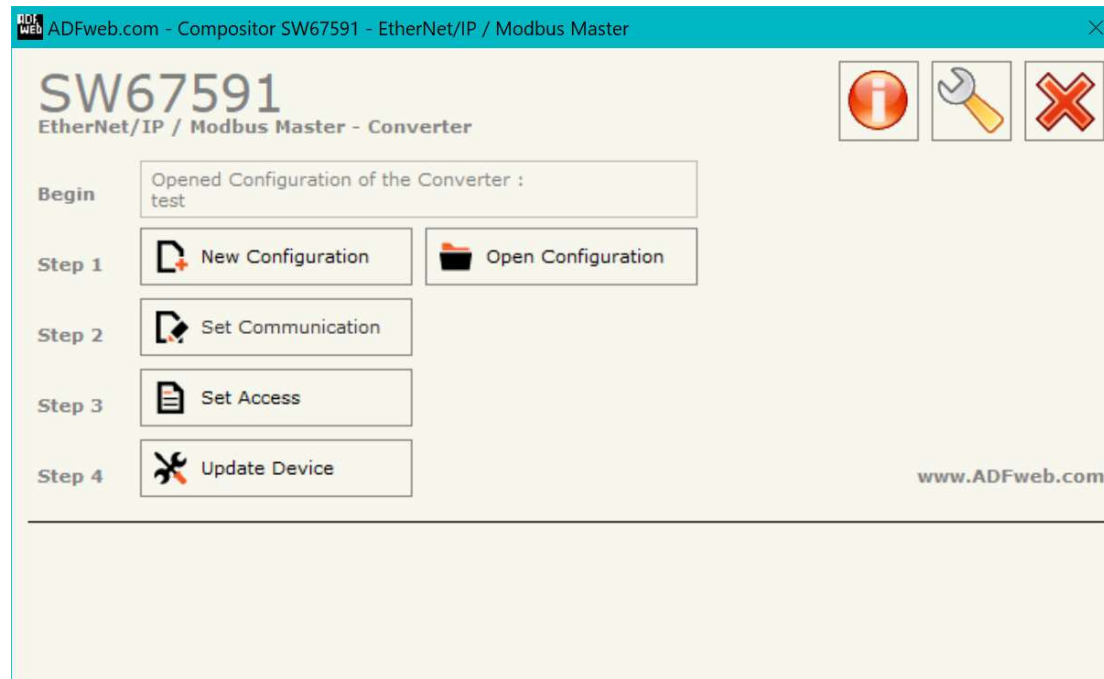 ADF WEB ADFweb.com - Compositor SW67591 - EtherNet/IP / Modbus Master
SW67591
EtherNet/IP / Modbus Master - Converter
Begin
Opened Configuration of the Converter :
test
Step 1
New Configuration
Open Configuration
Step 2
Set Communication
Step 3
Set Access
Step 4
Update Device
www.ADFweb.com